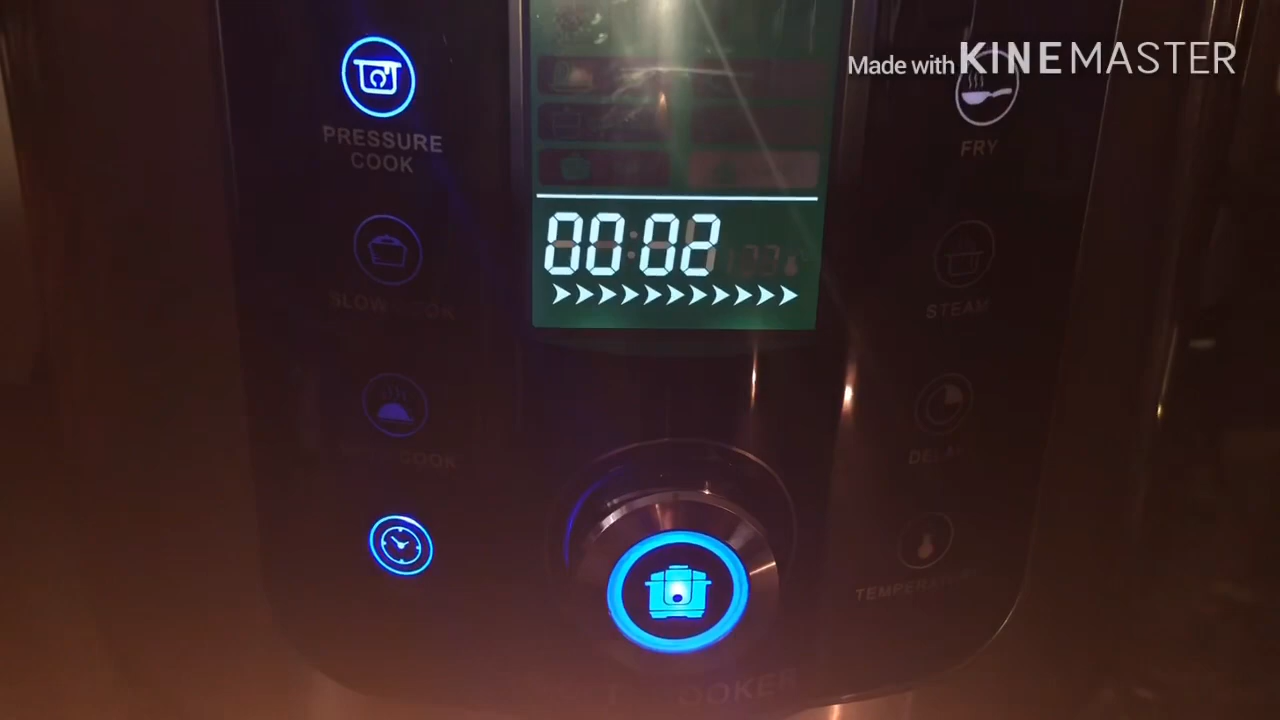 Made with KINEMASTER
PRESSURE
COOK
FRY
00:02
SLOW COOK
STEAM
COOK
DELAY
TEMPERATURE
COOKER